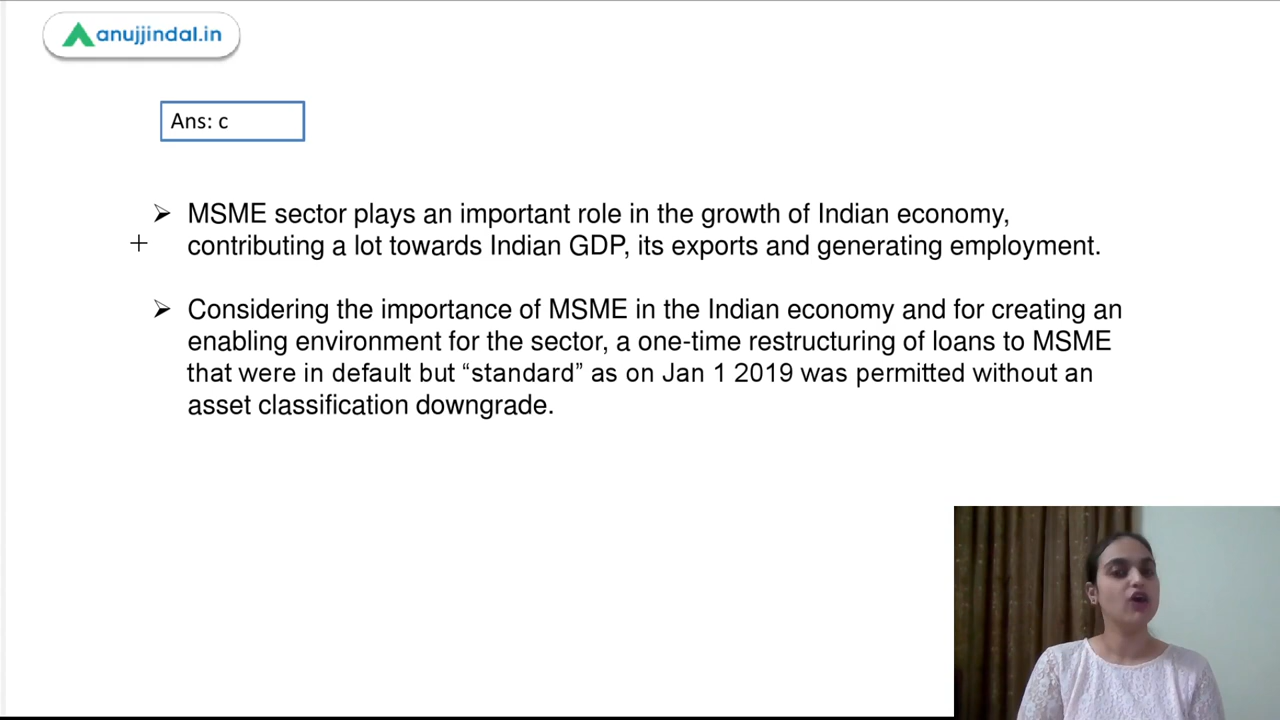 anujjindal.in
Ans: c
➢ MSME sector plays an important role in the growth of Indian economy,
contributing a lot towards Indian GDP, its exports and generating employment.
➢ Considering the importance of MSME in the Indian economy and for creating an
enabling environment for the sector, a one-time restructuring of loans to MSME
that were in default but “standard” as on Jan 1 2019 was permitted without an
asset classification downgrade.